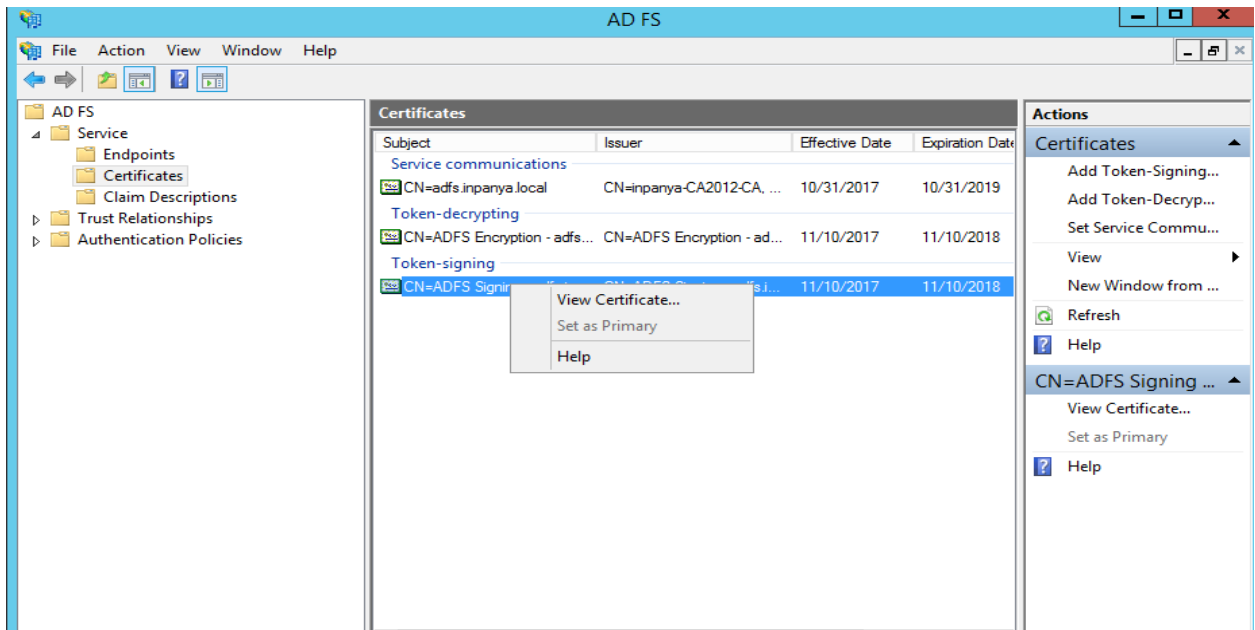 AD FS
File Action View Window Help
AD FS
Service
Endpoints
Certificates
Claim Descriptions
Trust Relationships
Authentication Policies
Certificates
Subject Issuer Effective Date Expiration Date
Service communications
CN=adfs.inpanya.local CN=inpanya-CA2012-CA, ... 10/31/2017 10/31/2019
Token-decrypting
CN=ADFS Encryption - adfs... CN=ADFS Encryption - ad... 11/10/2017 11/10/2018
Token-signing
CN=ADFS Signin 11/10/2017 11/10/2018
View Certificate...
Set as Primary
Help
Actions
Certificates
Add Token-Signing...
Add Token-Decryp...
Set Service Commu...
View
New Window from ...
Refresh
Help
CN=ADFS Signing ...
View Certificate...
Set as Primary
Help